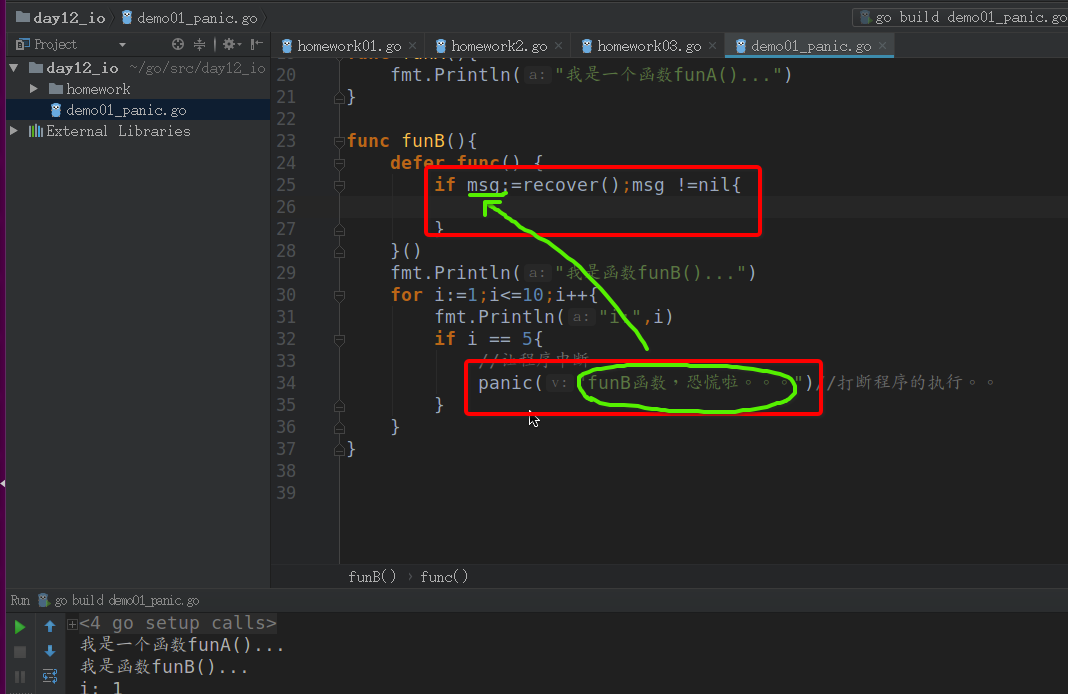 day12_io demo01_panic.go go build demo01_panic.go
Project homework01.go homework2.go homework03.go demo01_panic.go
day12_io ~/go/src/day12_io
homework
demo01_panic.go
External Libraries
20 fmt.Println( a: "我是一个函数funA()...")
21 }
22
23 func funB(){
24 defer func() {
25 if msg:=recover();msg !=nil{
26
27 }
28 }()
29 fmt.Println( a: "我是函数funB()...")
30 for i:=1;i<=10;i++{
31 fmt.Println( a: "i:",i)
32 if i == 5{
33 //让程序中断
34 panic( v: "funB函数，恐慌啦。。。")//打断程序的执行。。
35 }
36 }
37 }
38
39
funB() › func()
Run go build demo01_panic.go
<4 go setup calls>
我是一个函数funA()...
我是函数funB()...
i: 1